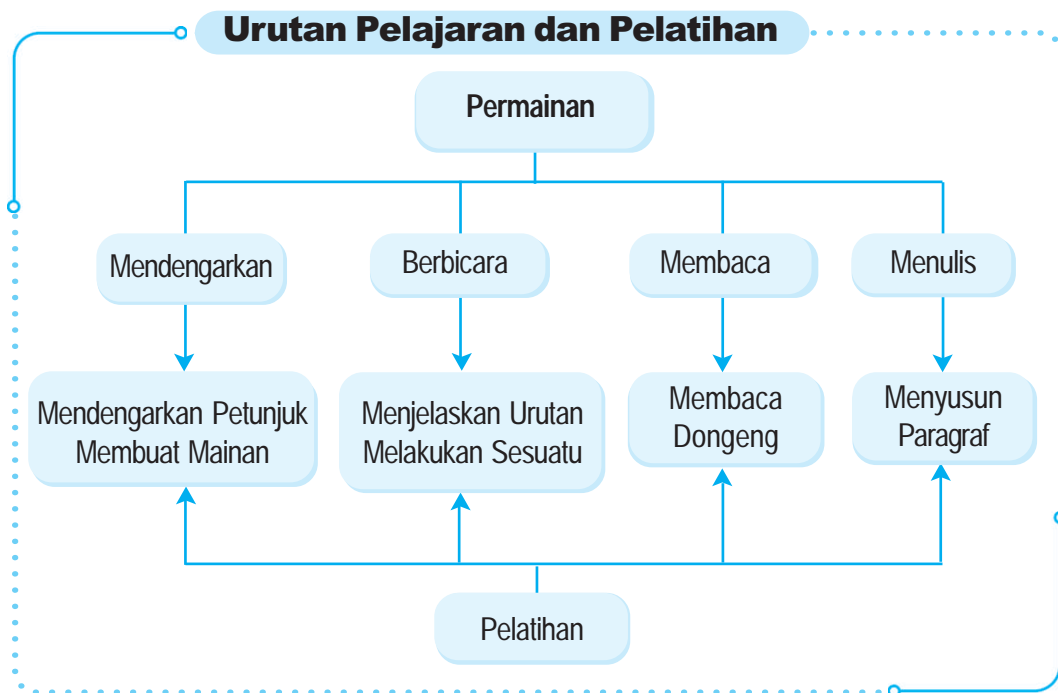 Urutan Pelajaran dan Pelatihan
Permainan
Mendengarkan
Berbicara
Membaca
Menulis
Mendengarkan Petunjuk
Membuat Mainan
Menjelaskan Urutan
Melakukan Sesuatu
Membaca
Dongeng
Menyusun
Paragraf
Pelatihan